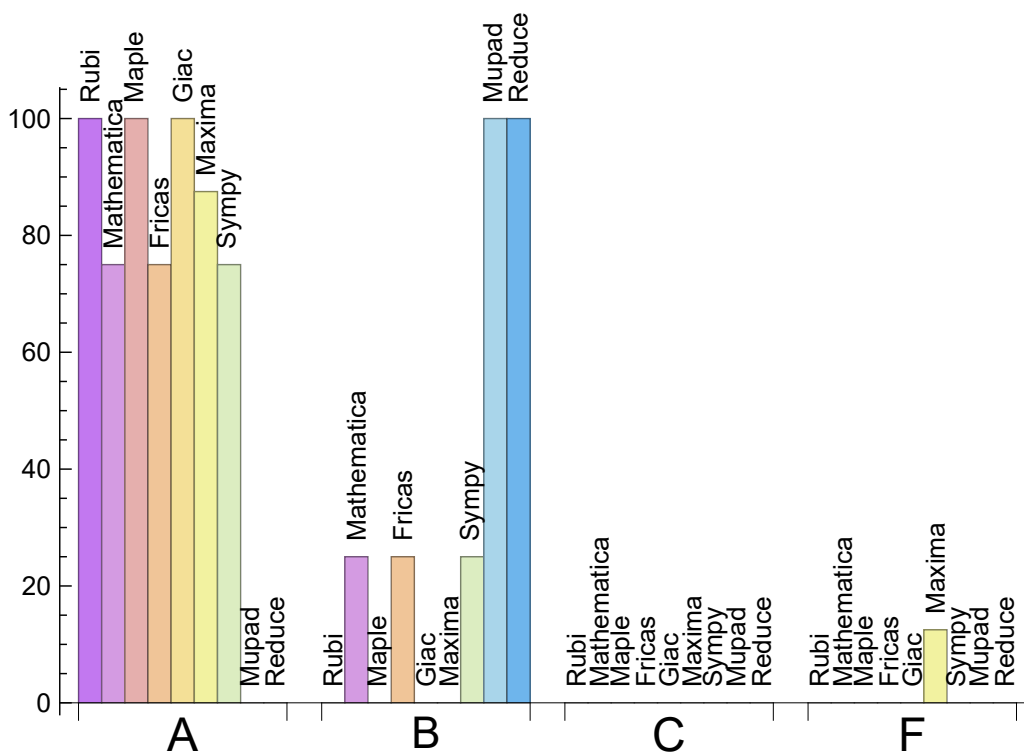 100
80
60
40
20
0
Rubi
Mathematica
Maple
Fricas
Giac
Maxima
Sympy
Mupad
Reduce
A
Rubi
Mathematica
Maple
Fricas
Giac
Maxima
Sympy
Mupad
Reduce
B
Rubi
Mathematica
Maple
Fricas
Giac
Maxima
Sympy
Mupad
Reduce
C
Rubi
Mathematica
Maple
Fricas
Giac
Maxima
Sympy
Mupad
Reduce
F